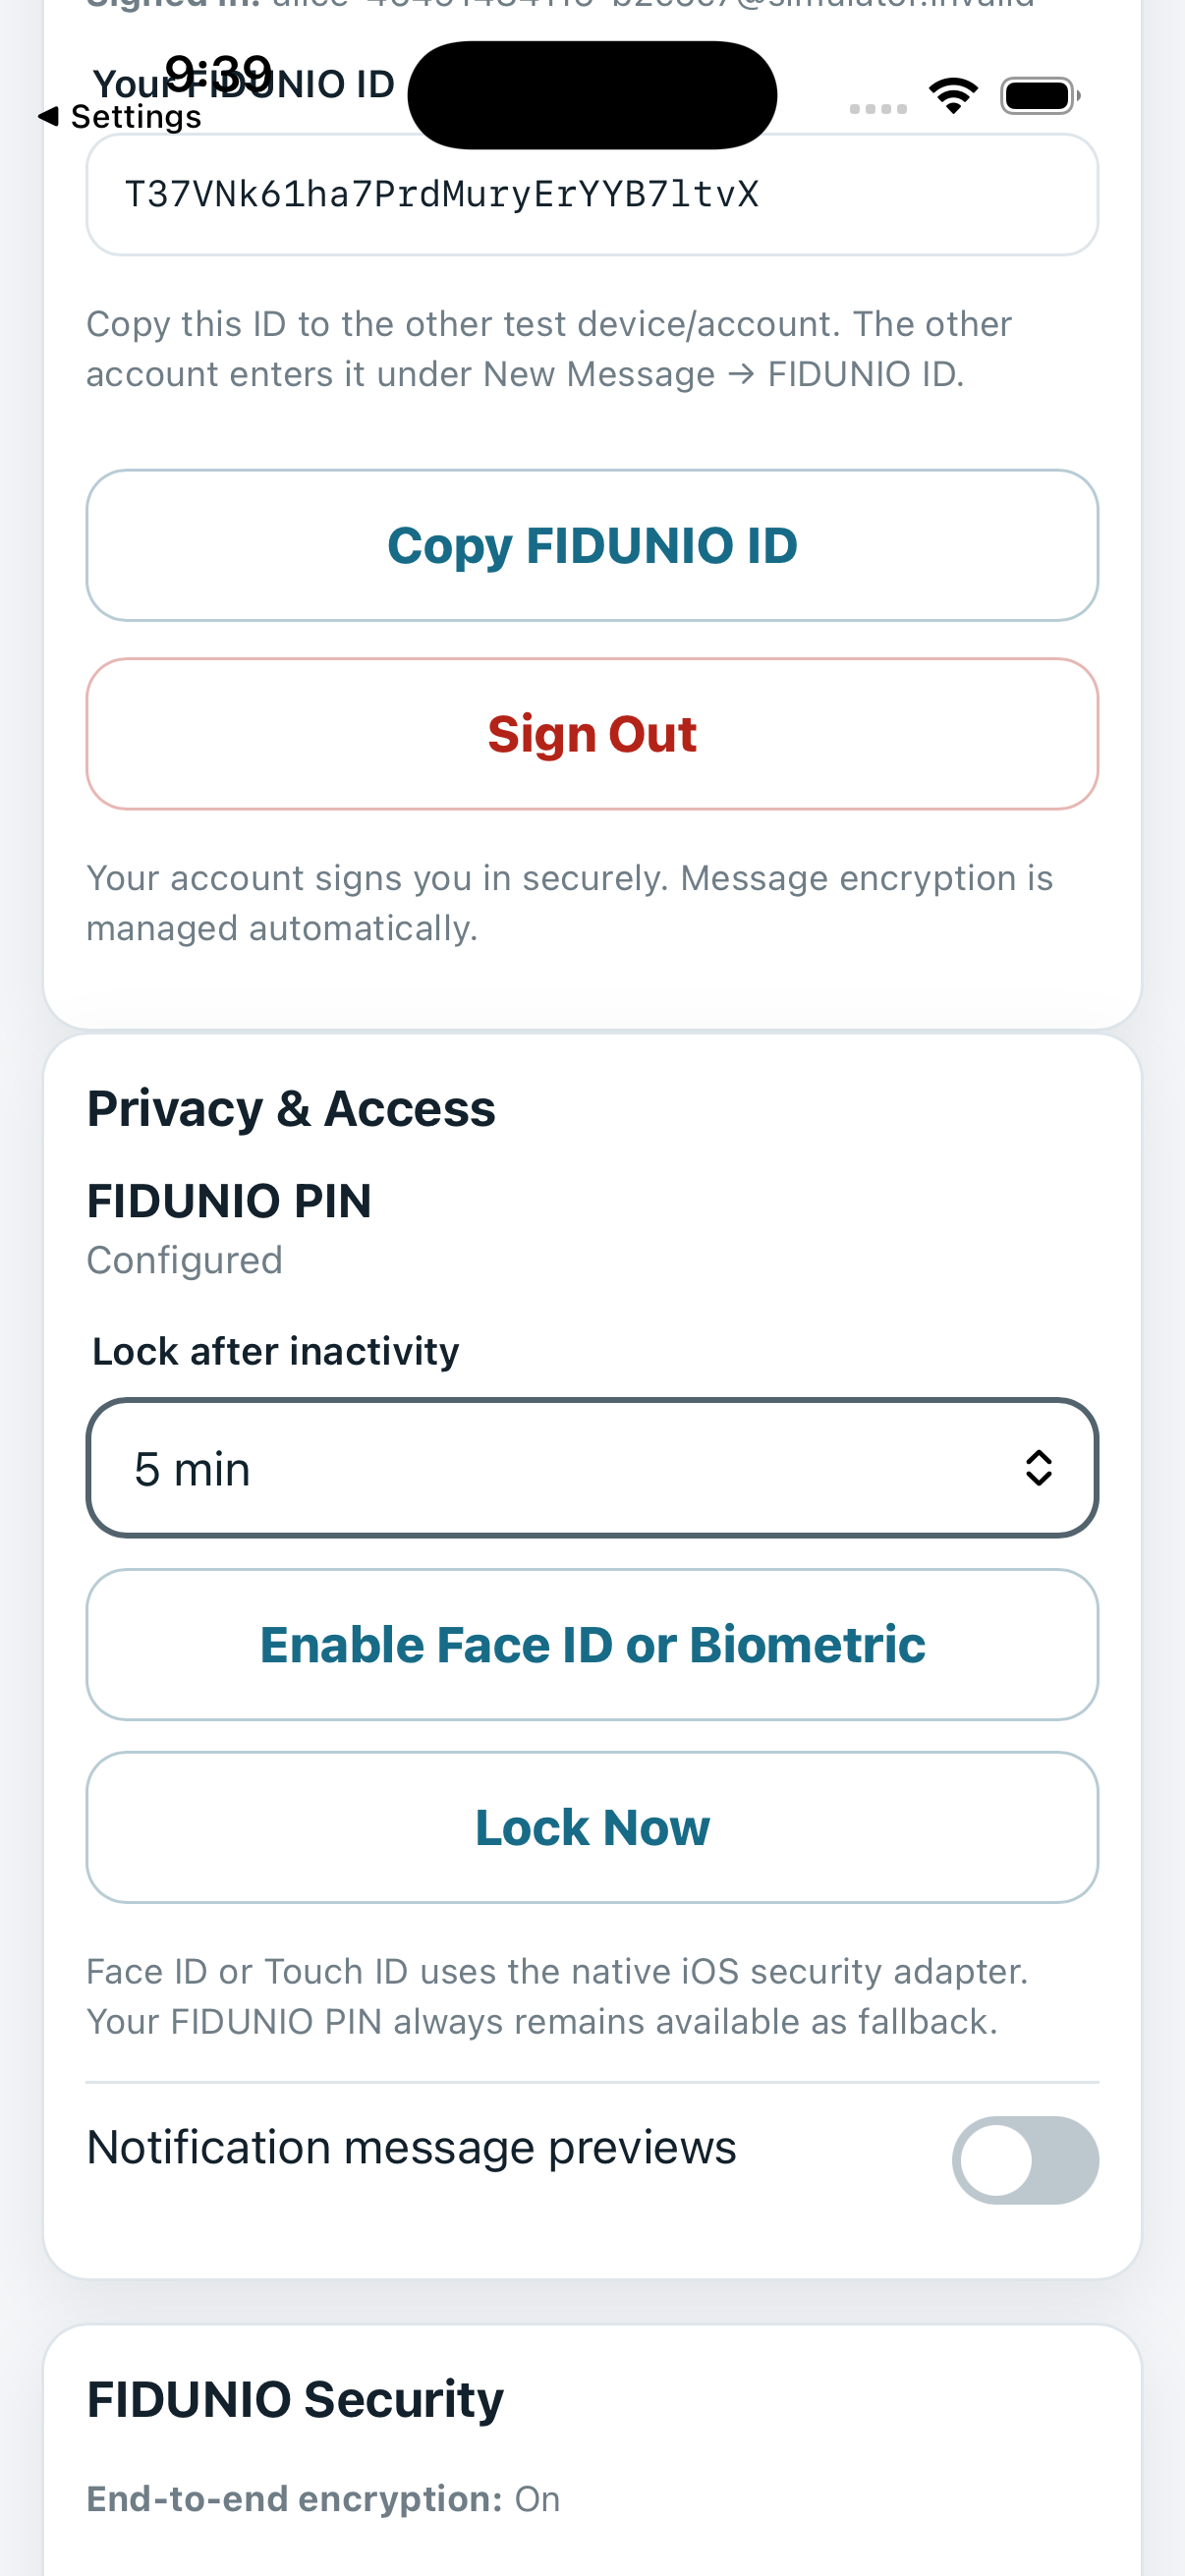 Your FIDUNIO ID
9:39
Settings
T37VNk61ha7PrdMuryErYYB7ltvX
Copy this ID to the other test device/account. The other
account enters it under New Message → FIDUNIO ID.
Copy FIDUNIO ID
Sign Out
Your account signs you in securely. Message encryption is
managed automatically.
Privacy & Access
FIDUNIO PIN
Configured
Lock after inactivity
5 min
Enable Face ID or Biometric
Lock Now
Face ID or Touch ID uses the native iOS security adapter.
Your FIDUNIO PIN always remains available as fallback.
Notification message previews
FIDUNIO Security
End-to-end encryption: On